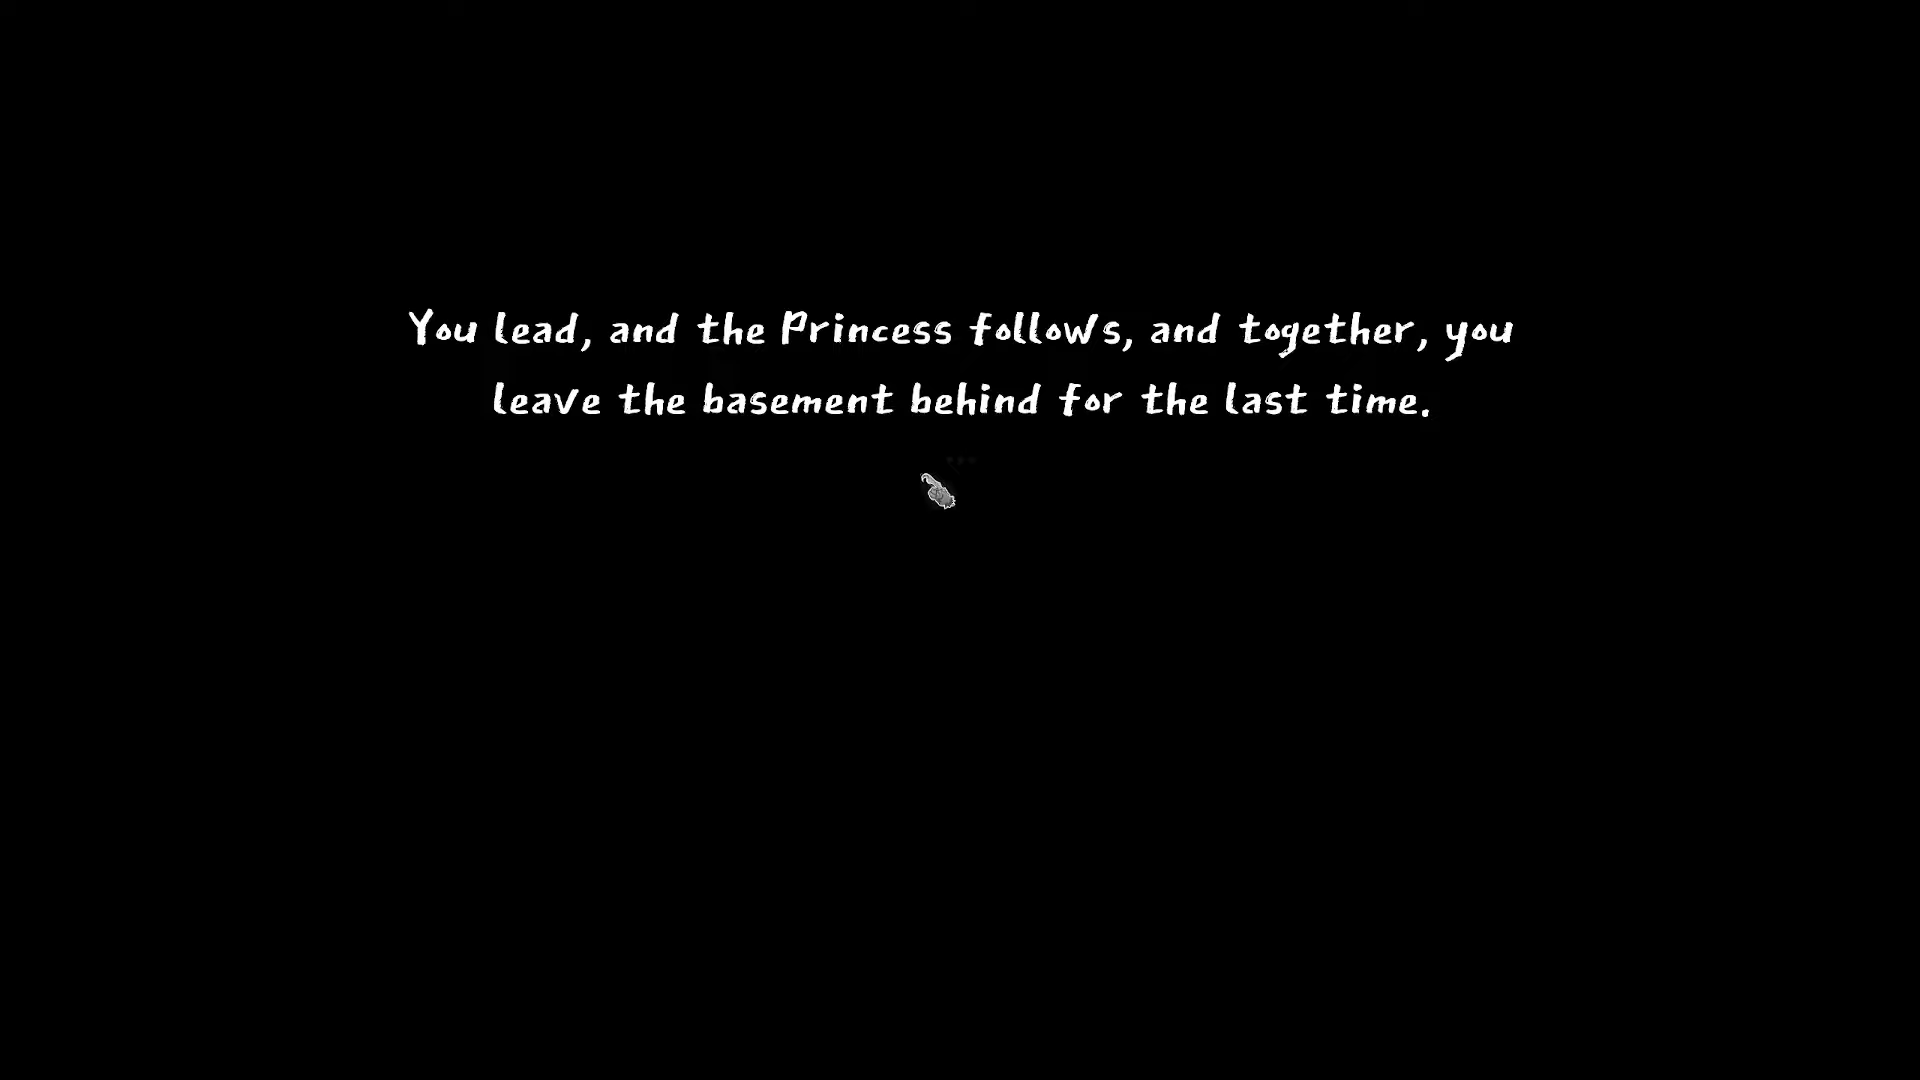 You lead, and the Princess follows, and together, you
leave the basement behind for the last time.
...